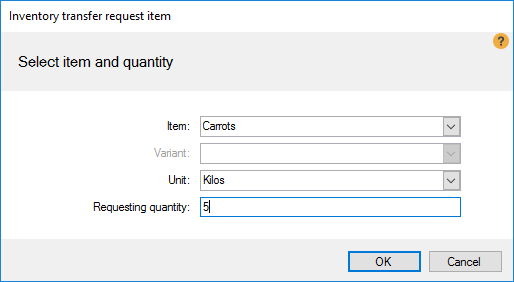 Inventory transfer request item
?
Select item and quantity
Item: Carrots
Variant:
Unit: Kilos
Requesting quantity: 5
OK Cancel